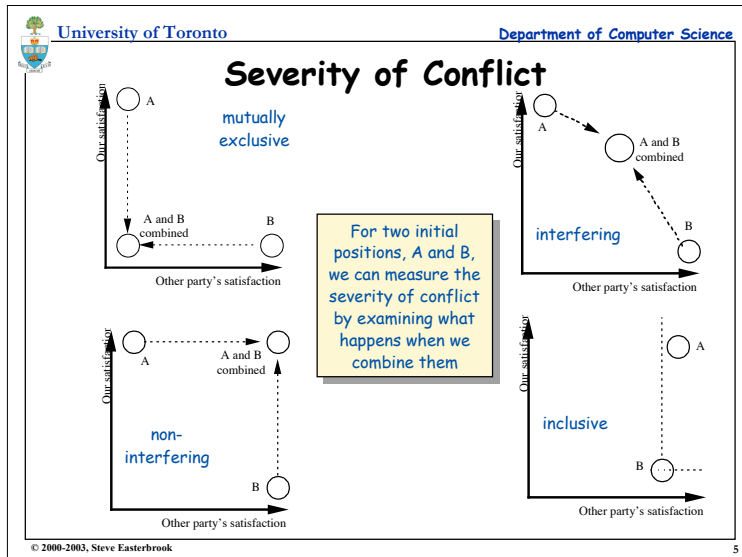 University of Toronto
Department of Computer Science
Severity of Conflict
Our satisfaction
A
mutually
exclusive
A and B
combined
B
Other party's satisfaction
Our satisfaction
A
A and B
combined
B
interfering
Other party's satisfaction
For two initial
positions, A and B,
we can measure the
severity of conflict
by examining what
happens when we
combine them
Our satisfaction
A
A and B
combined
non-
interfering
B
Other party's satisfaction
Our satisfaction
A
inclusive
B
Other party's satisfaction
© 2000-2003, Steve Easterbrook
5